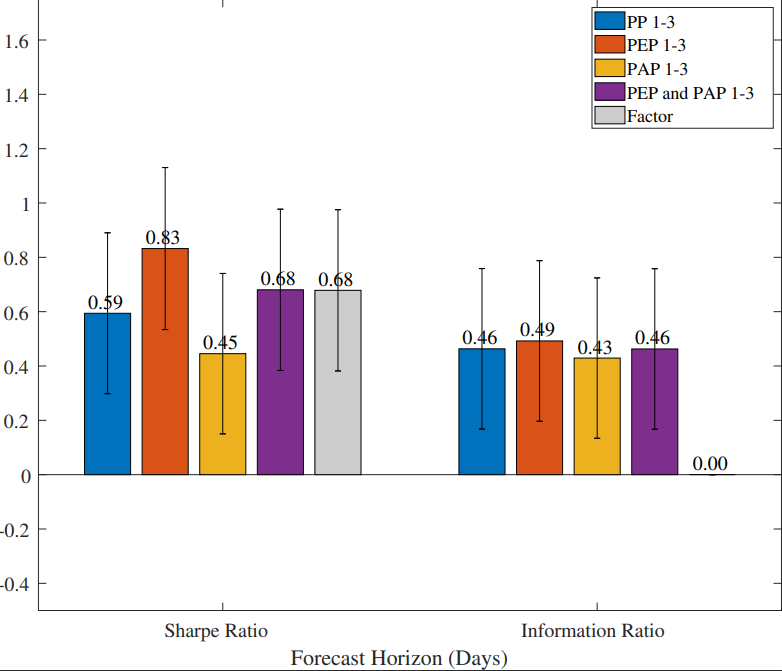 PP 1-3
PEP 1-3
PAP 1-3
PEP and PAP 1-3
Factor
1.6
1.4
1.2
1
0.8
0.6
0.4
0.2
0
-0.2
-0.4
0.59
0.83
0.45
0.68
0.68
0.46
0.49
0.43
0.46
0.00
Sharpe Ratio
Information Ratio
Forecast Horizon (Days)